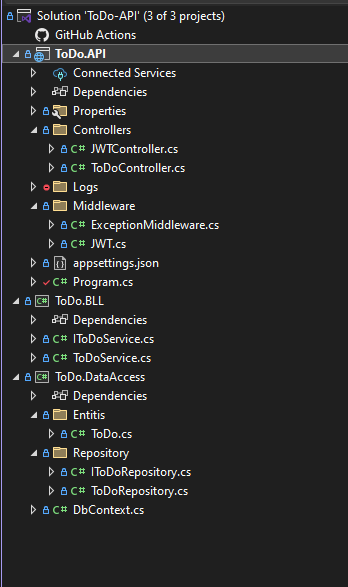 Solution 'ToDo-API' (3 of 3 projects)
GitHub Actions
ToDo.API
Connected Services
Dependencies
Properties
Controllers
C# JWTController.cs
C# ToDoController.cs
Logs
Middleware
C# ExceptionMiddleware.cs
C# JWT.cs
appsettings.json
C# Program.cs
C# ToDo.BLL
Dependencies
C# IToDoService.cs
C# ToDoService.cs
C# ToDo.DataAccess
Dependencies
Entitis
C# ToDo.cs
Repository
C# IToDoRepository.cs
C# ToDoRepository.cs
C# DbContext.cs